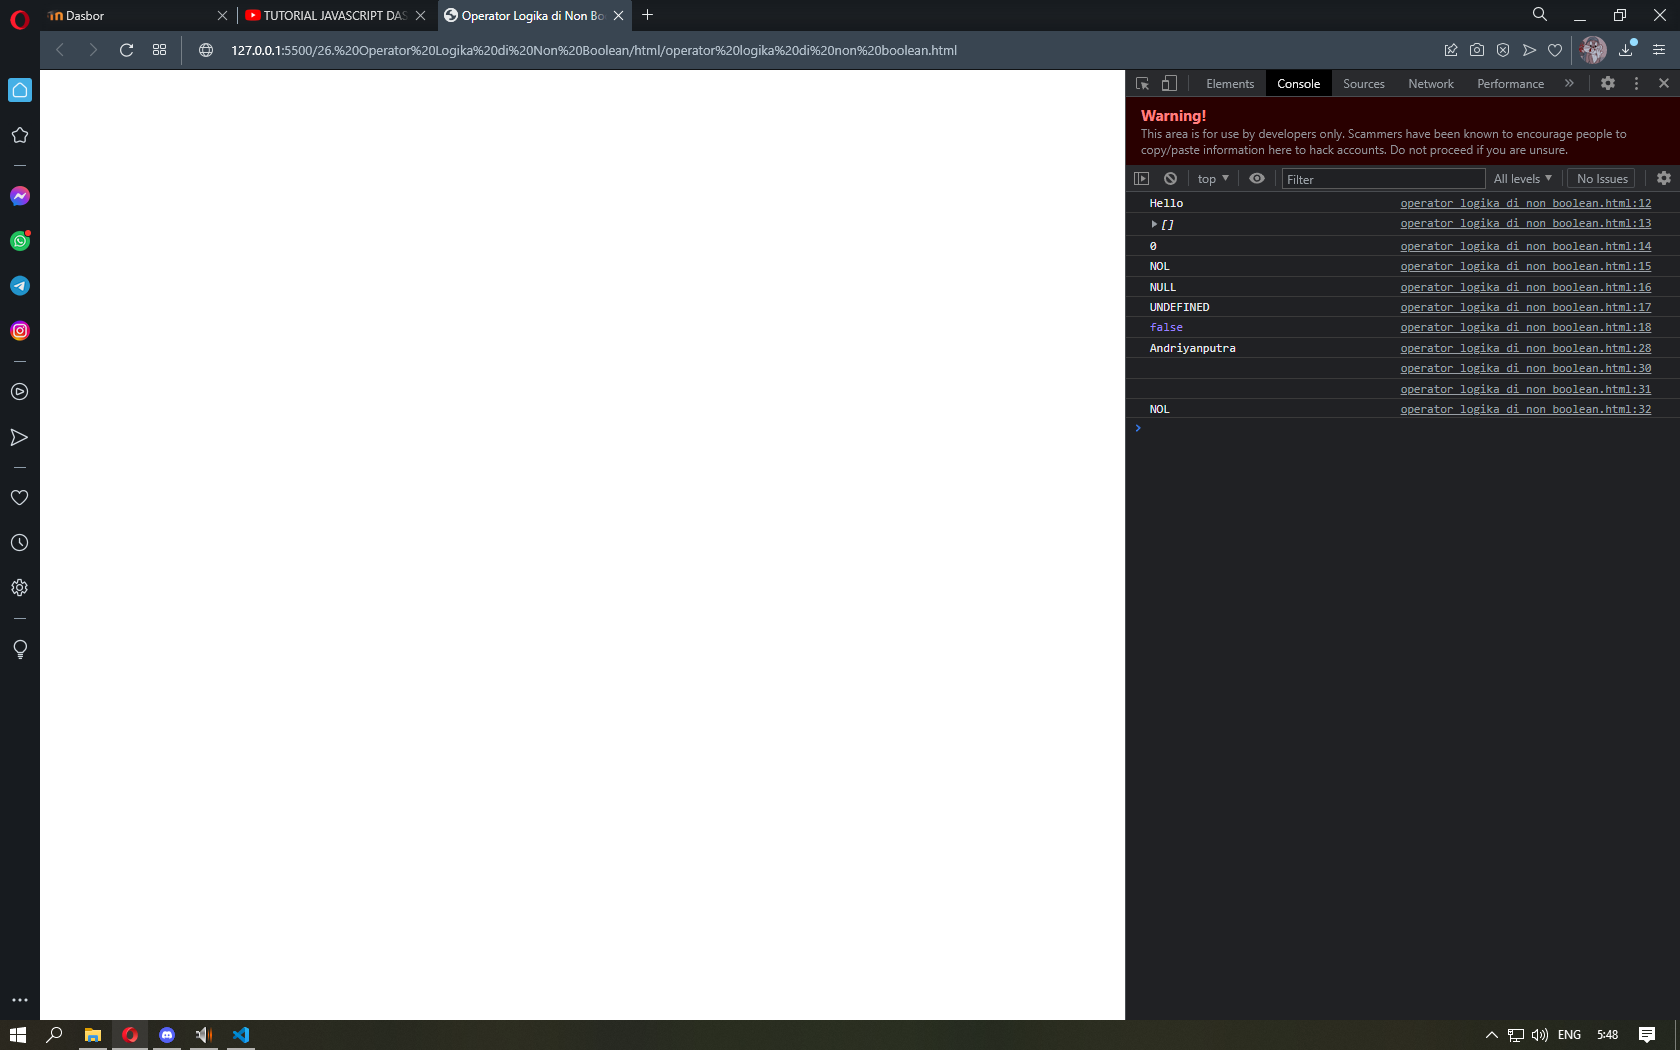 Dasbor
TUTORIAL JAVASCRIPT DAS
Operator Logika di Non Bo
127.0.0.1:5500/26.%20Operator%20Logika%20di%20Non%20Boolean/html/operator%20logika%20di%20non%20boolean.html
Elements Console Sources Network Performance
Warning!
This area is for use by developers only. Scammers have been known to encourage people to
copy/paste information here to hack accounts. Do not proceed if you are unsure.
top Filter All levels No Issues
Hello operator logika di non boolean.html:12
[] operator logika di non boolean.html:13
0 operator logika di non boolean.html:14
NOL operator logika di non boolean.html:15
NULL operator logika di non boolean.html:16
UNDEFINED operator logika di non boolean.html:17
false operator logika di non boolean.html:18
Andriyanputra operator logika di non boolean.html:28
operator logika di non boolean.html:30
operator logika di non boolean.html:31
NOL operator logika di non boolean.html:32
ENG 5:48